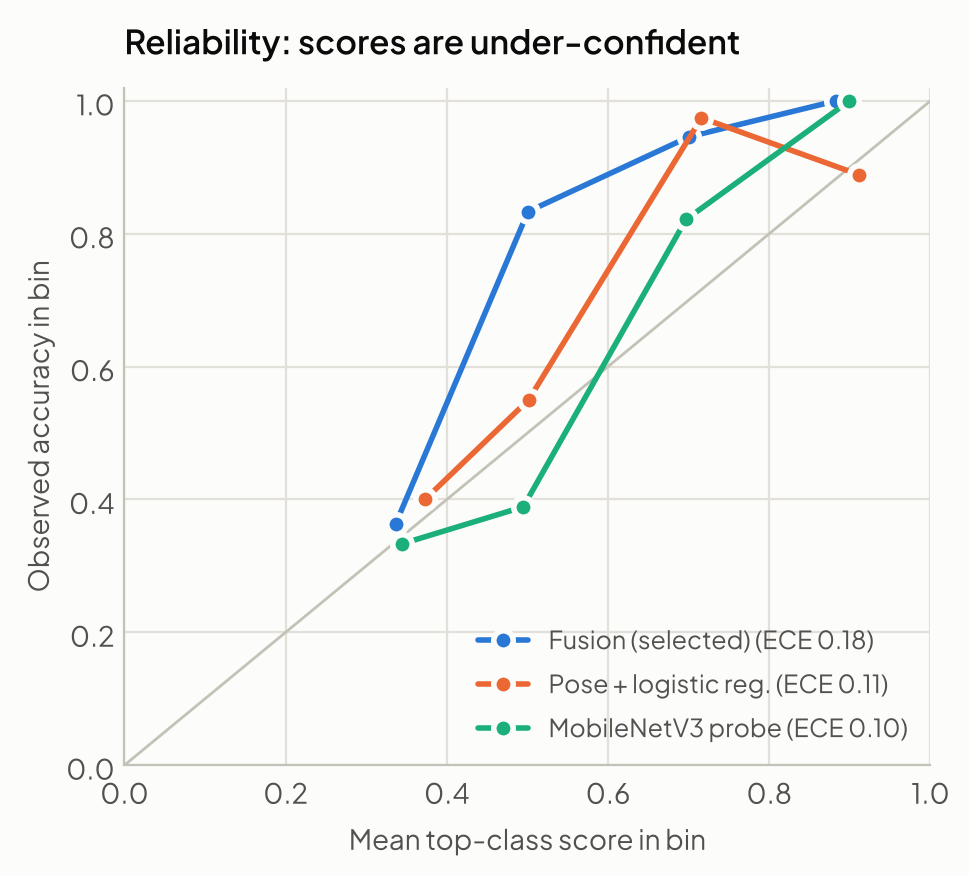 Reliability: scores are under-confident
1.0
0.8
0.6
0.4
0.2
0.0
Observed accuracy in bin
Fusion (selected) (ECE 0.18)
Pose + logistic reg. (ECE 0.11)
MobileNetV3 probe (ECE 0.10)
0.0 0.2 0.4 0.6 0.8 1.0
Mean top-class score in bin